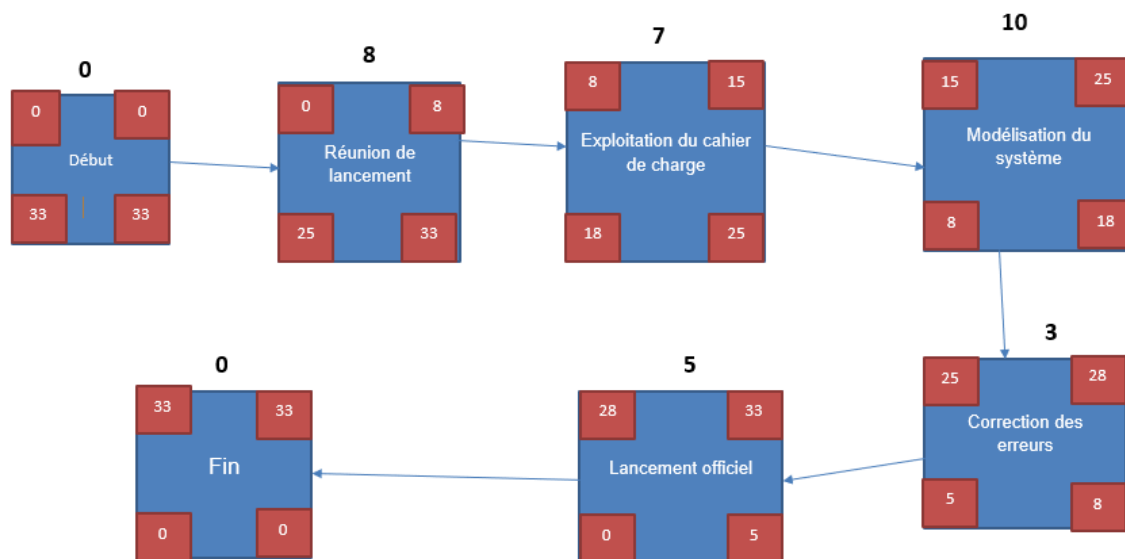 0
0 0
Début
33 33
8
0 8
Réunion de
lancement
25 33
7
8 15
Exploitation du cahier
de charge
18 25
10
15 25
Modélisation du
système
8 18
3
25 28
Correction des
erreurs
5 8
5
28 33
Lancement officiel
0 5
0
33 33
Fin
0 0